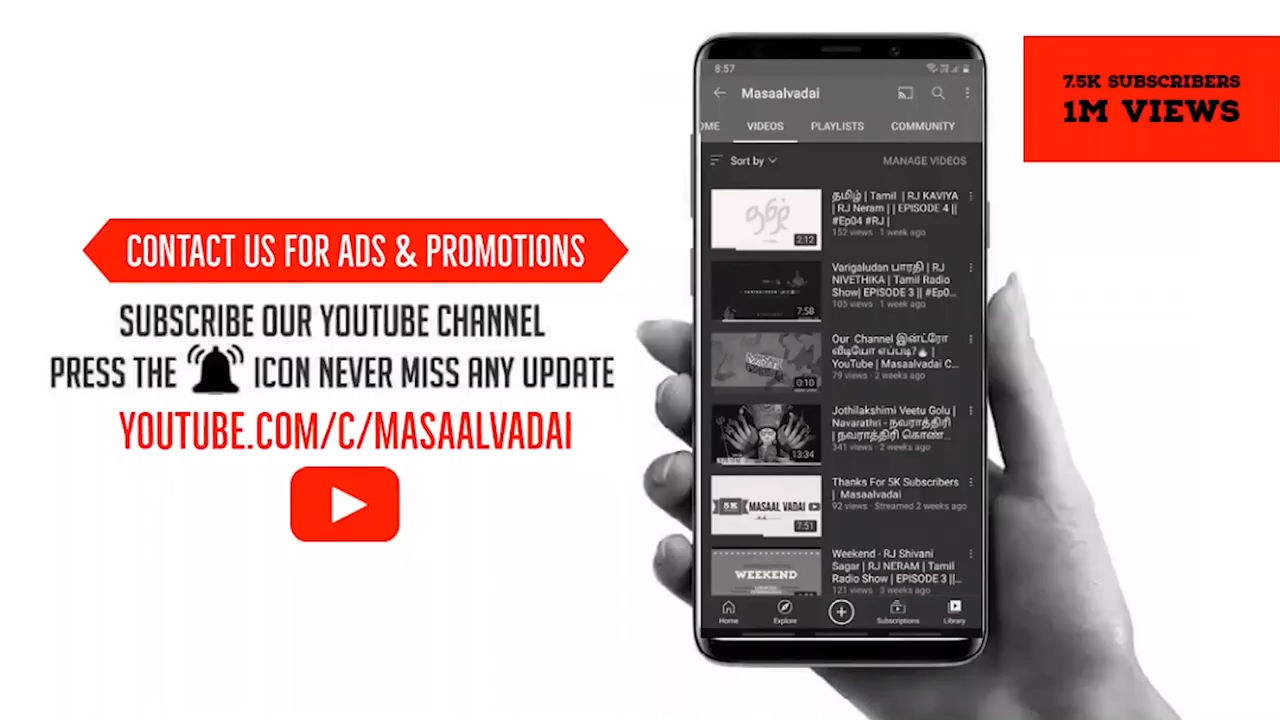 7.5K SUBSCRIBERS
1M VIEWS
CONTACT US FOR ADS & PROMOTIONS
SUBSCRIBE OUR YOUTUBE CHANNEL
PRESS THE ICON NEVER MISS ANY UPDATE
YOUTUBE.COM/C/MASAALVADAI
8:57
Masaalvadai
OME VIDEOS PLAYLISTS COMMUNITY
Sort by MANAGE VIDEOS
தமிழ்
2:12
தமிழ் | Tamil | RJ KAVIYA
| RJ Neram | | EPISODE 4 ||
#Ep04 #RJ |
152 views · 1 week ago
7:58
Varigaludan பாரதி | RJ
NIVETHIKA | Tamil Radio
Show| EPISODE 3 || #Ep0...
105 views · 1 week ago
0:10
Our Channel இன்ட்ரோ
வீடியோ எப்படி?🔥 |
YouTube | Masaalvadai C...
79 views · 2 weeks ago
13:34
Jothilakshimi Veetu Golu |
Navarathri - நவராத்திரி
| நவராத்திரி கொண்...
341 views · 2 weeks ago
5K MASAAL VADAI
7:51
Thanks For 5K Subscribers
| Masaalvadai
92 views · Streamed 2 weeks ago
WEEKEND
Weekend - RJ Shivani
Sagar | RJ NERAM | Tamil
Radio Show | EPISODE 3 ||...
121 views · 3 weeks ago
Home Explore Subscriptions Library